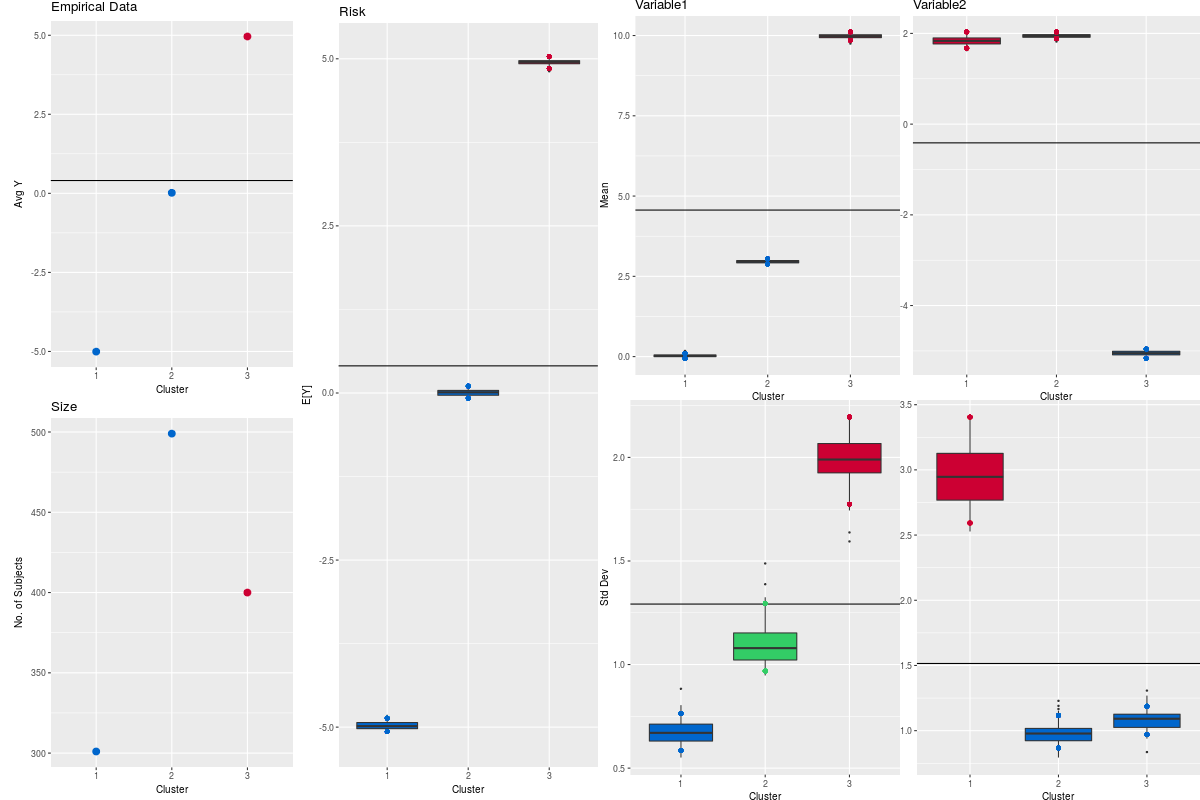 Empirical Data
Avg Y
5.0
2.5
0.0
-2.5
-5.0
1 2 3
Cluster
Size
No. of Subjects
500
450
400
350
300
1 2 3
Cluster
Risk
E[Y]
5.0
2.5
0.0
-2.5
-5.0
1 2 3
Cluster
Variable1
Mean
10.0
7.5
5.0
2.5
0.0
1 2 3
Cluster
Variable2
2
0
-2
-4
1 2 3
Cluster
Std Dev
2.0
1.5
1.0
0.5
1 2 3
Cluster
3.5
3.0
2.5
2.0
1.5
1.0
1 2 3
Cluster